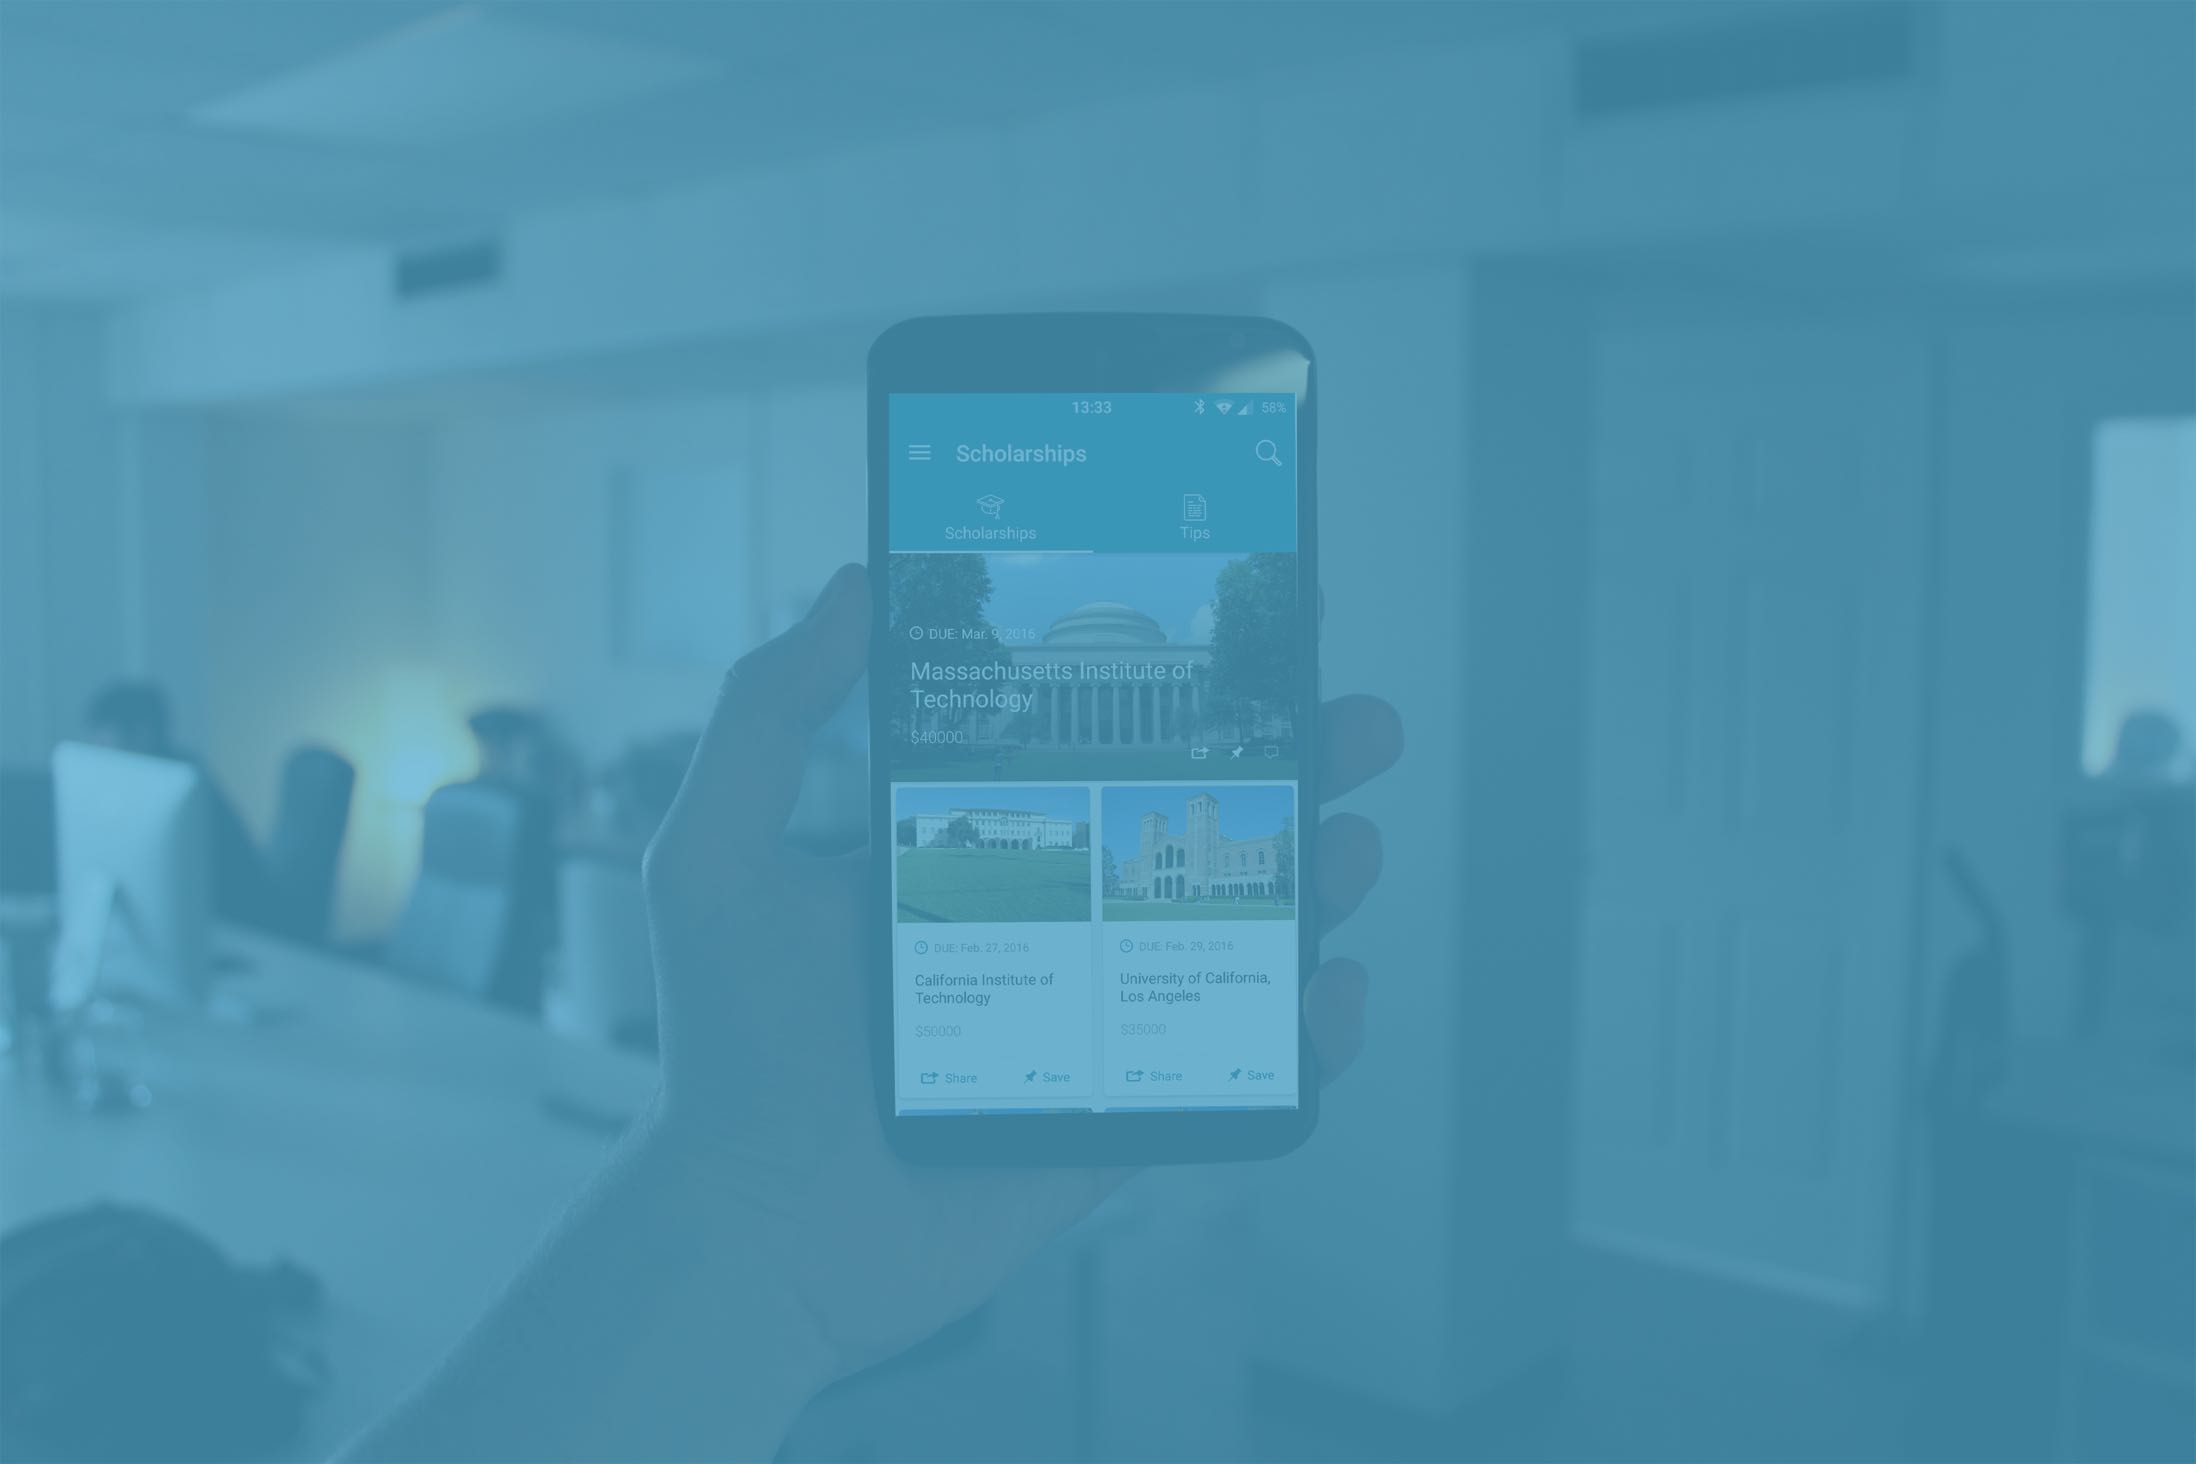 13:33
58%
Scholarships
Scholarships
Tips
DUE: Mar. 9, 2016
Massachusetts Institute of
Technology
$40000
DUE: Feb. 27, 2016
California Institute of
Technology
$50000
Share
Save
DUE: Feb. 29, 2016
University of California,
Los Angeles
$35000
Share
Save